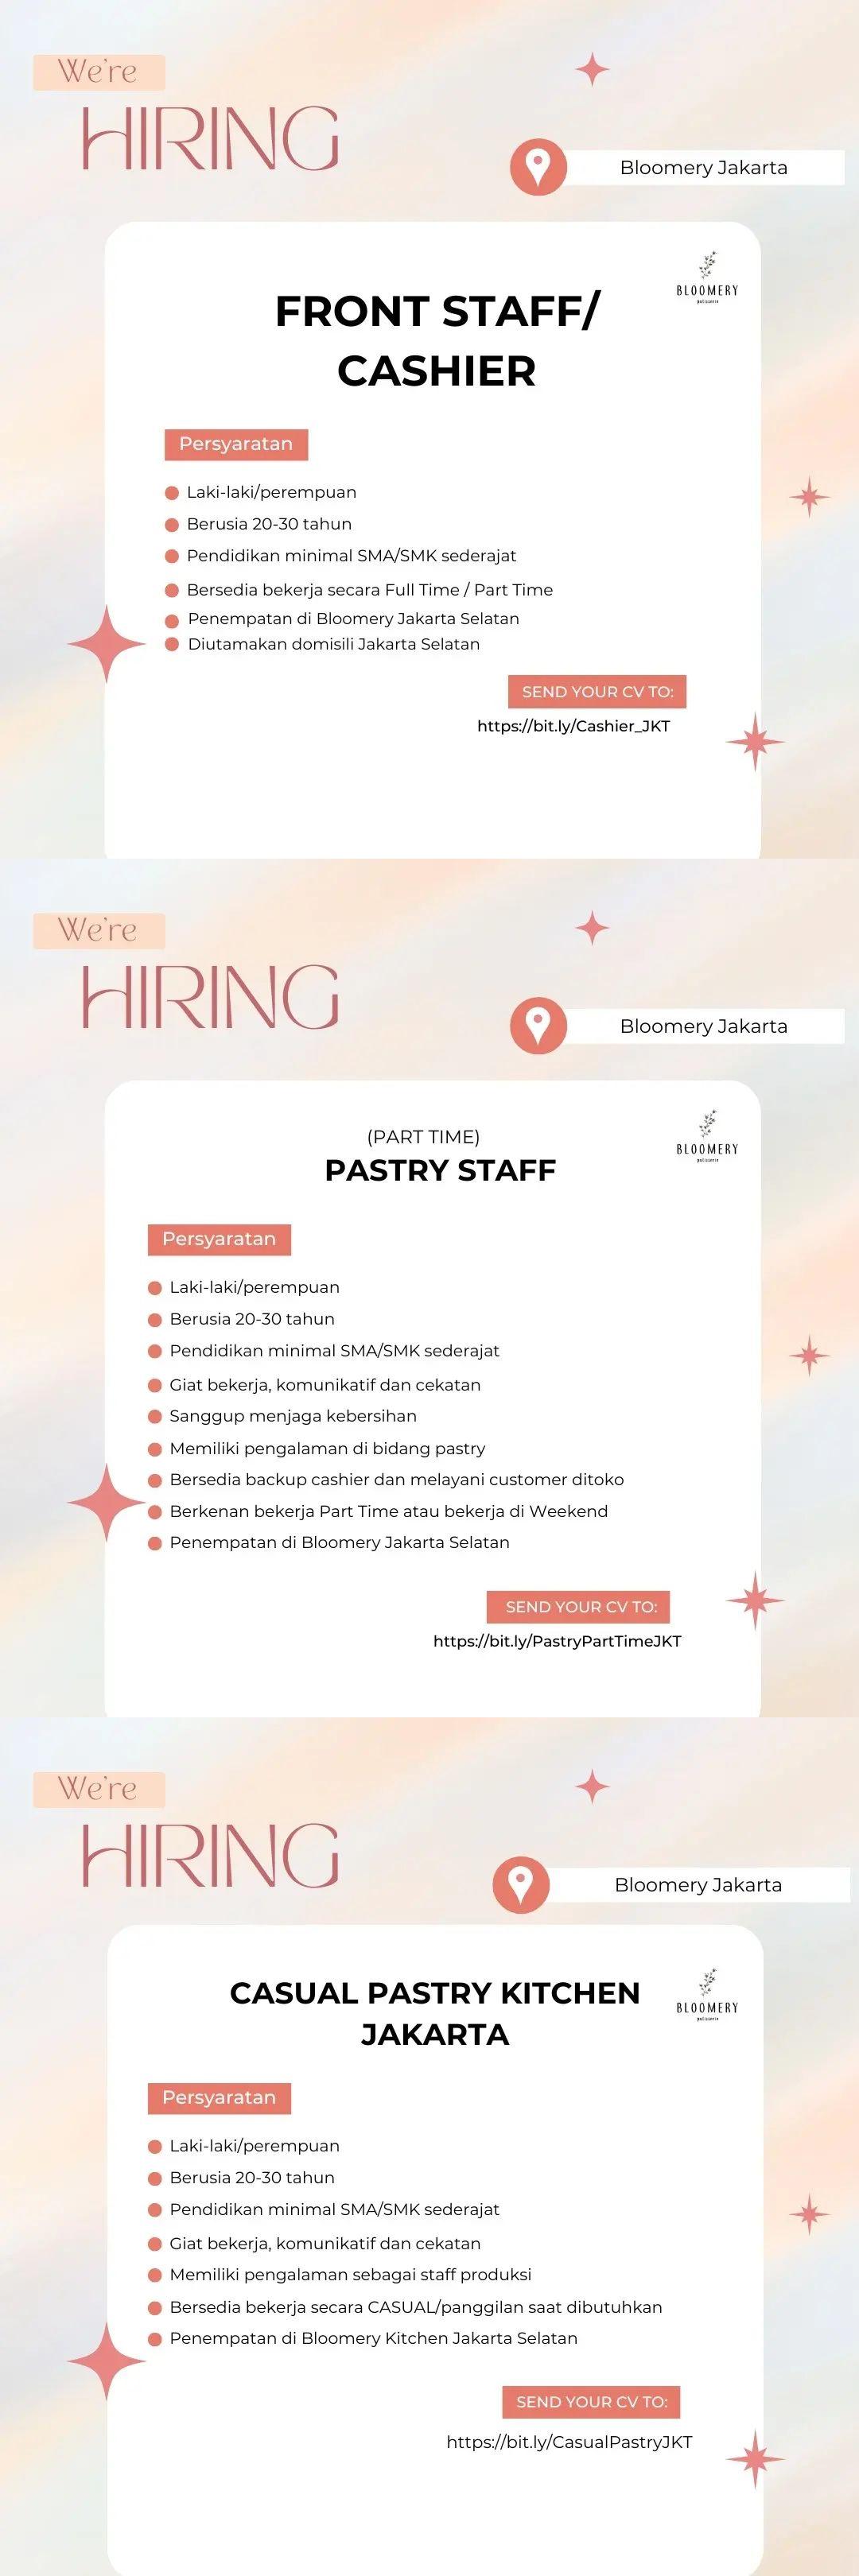 We're
HIRING
Bloomery Jakarta
BLOOMERY
patisserie
FRONT STAFF/
CASHIER
Persyaratan
Laki-laki/perempuan
Berusia 20-30 tahun
Pendidikan minimal SMA/SMK sederajat
Bersedia bekerja secara Full Time / Part Time
Penempatan di Bloomery Jakarta Selatan
Diutamakan domisili Jakarta Selatan
SEND YOUR CV TO:
https://bit.ly/Cashier_JKT
We're
HIRING
Bloomery Jakarta
BLOOMERY
patisserie
(PART TIME)
PASTRY STAFF
Persyaratan
Laki-laki/perempuan
Berusia 20-30 tahun
Pendidikan minimal SMA/SMK sederajat
Giat bekerja, komunikatif dan cekatan
Sanggup menjaga kebersihan
Memiliki pengalaman di bidang pastry
Bersedia backup cashier dan melayani customer ditoko
Berkenan bekerja Part Time atau bekerja di Weekend
Penempatan di Bloomery Jakarta Selatan
SEND YOUR CV TO:
https://bit.ly/PastryPartTimeJKT
We're
HIRING
Bloomery Jakarta
BLOOMERY
patisserie
CASUAL PASTRY KITCHEN
JAKARTA
Persyaratan
Laki-laki/perempuan
Berusia 20-30 tahun
Pendidikan minimal SMA/SMK sederajat
Giat bekerja, komunikatif dan cekatan
Memiliki pengalaman sebagai staff produksi
Bersedia bekerja secara CASUAL/panggilan saat dibutuhkan
Penempatan di Bloomery Kitchen Jakarta Selatan
SEND YOUR CV TO:
https://bit.ly/CasualPastryJKT